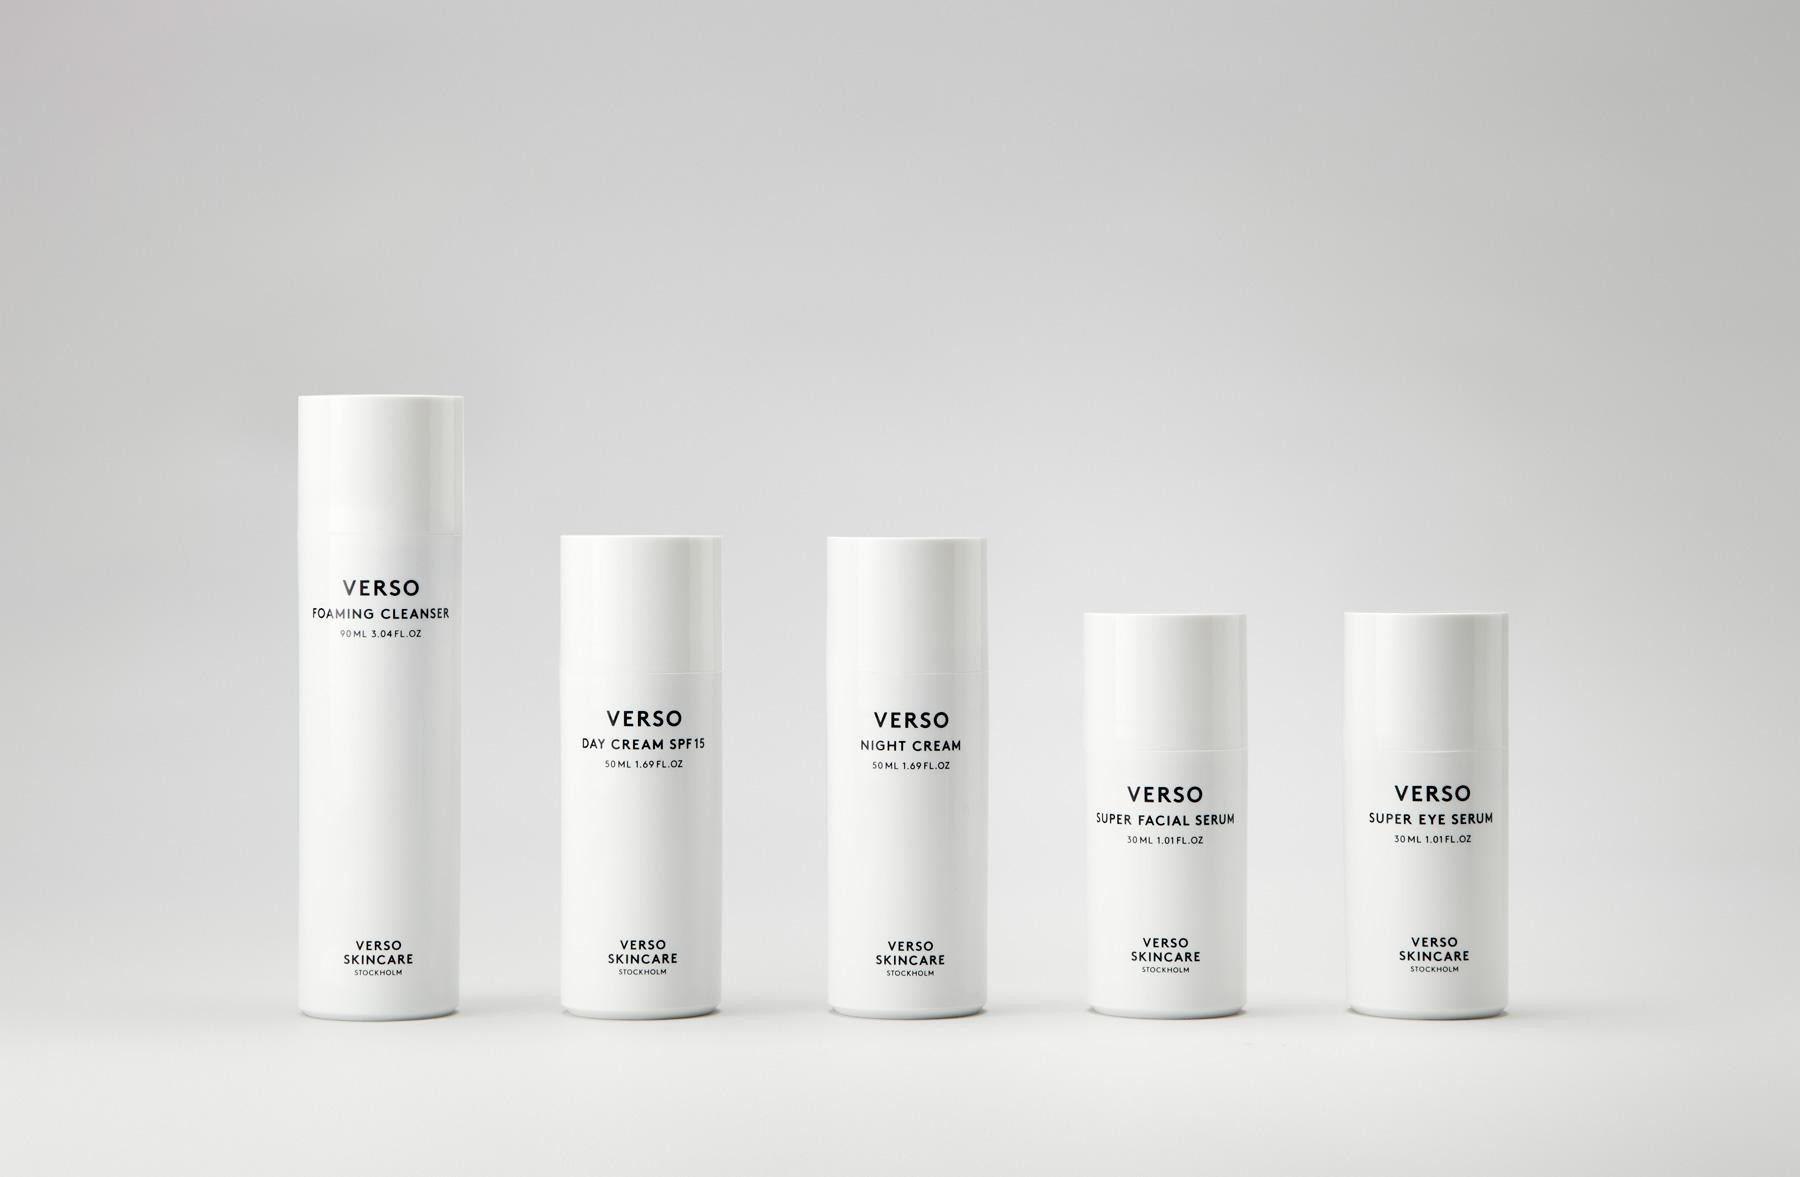 VERSO
FOAMING CLEANSER
90 ML 3.04 FL.OZ
VERSO
SKINCARE
STOCKHOLM
VERSO
DAY CREAM SPF15
50 ML 1.69 FL.OZ
VERSO
SKINCARE
STOCKHOLM
VERSO
NIGHT CREAM
50 ML 1.69 FL.OZ
VERSO
SKINCARE
STOCKHOLM
VERSO
SUPER FACIAL SERUM
30 ML 1.01 FL.OZ
VERSO
SKINCARE
STOCKHOLM
VERSO
SUPER EYE SERUM
30 ML 1.01 FL.OZ
VERSO
SKINCARE
STOCKHOLM